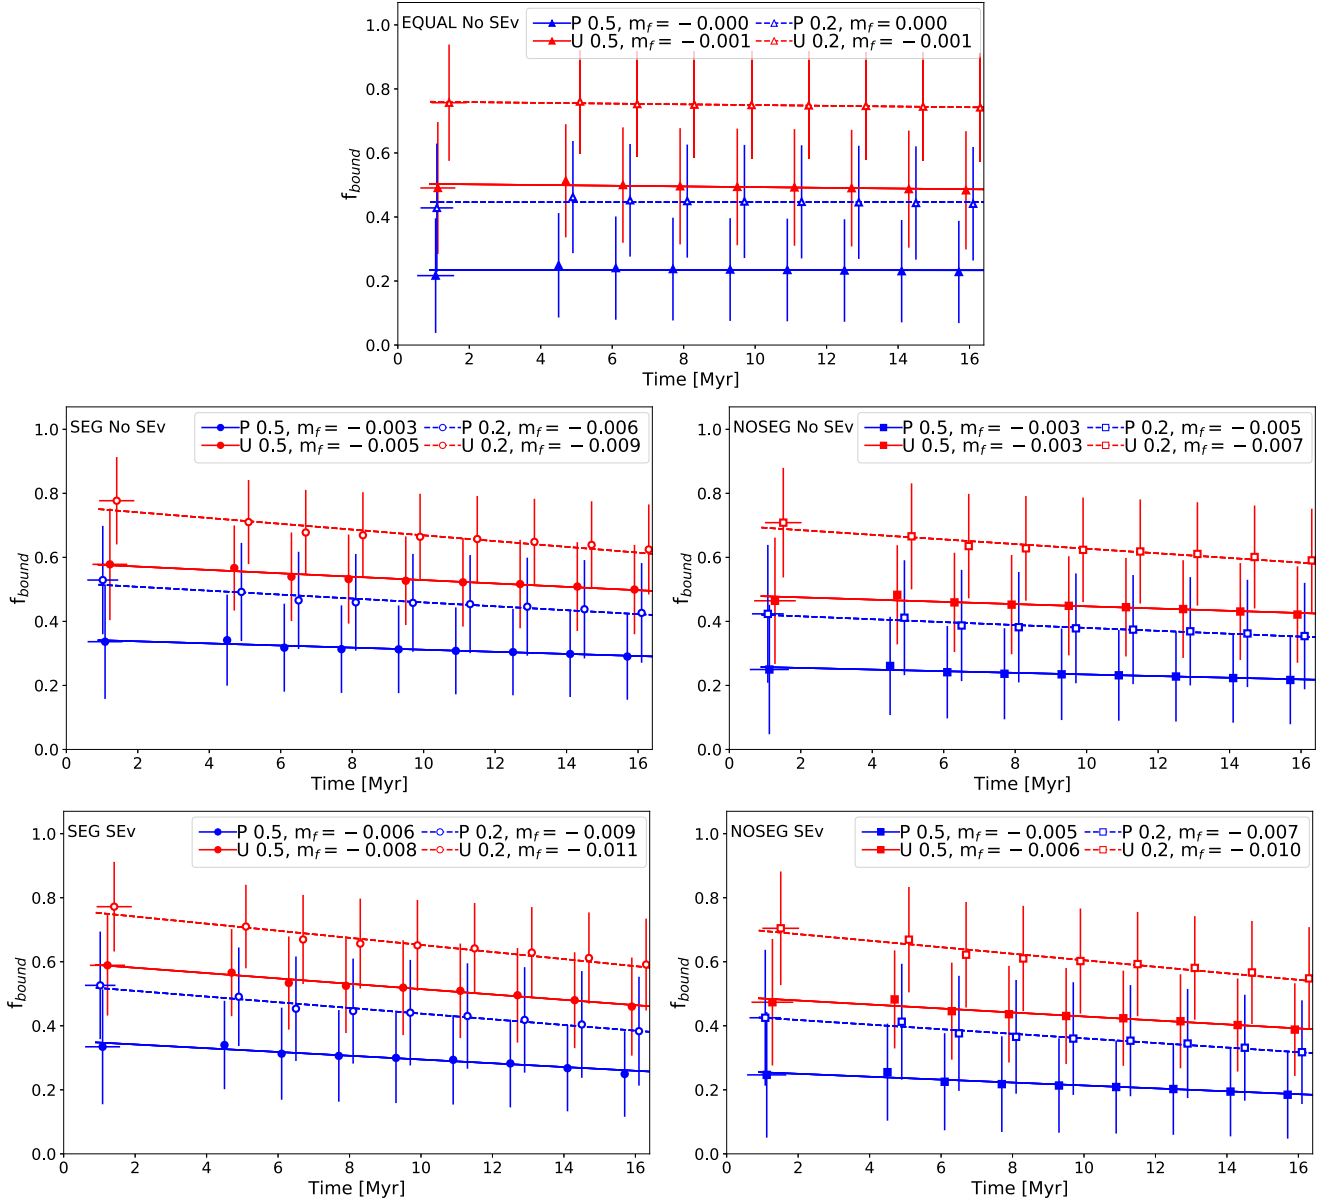 EQUAL No SEv
P 0.5, m_f = −0.000
P 0.2, m_f = 0.000
U 0.5, m_f = −0.001
U 0.2, m_f = −0.001
1.0
0.8
0.6
0.4
0.2
0.0
f_bound
0 2 4 6 8 10 12 14 16
Time [Myr]
SEG No SEv
P 0.5, m_f = −0.003
P 0.2, m_f = −0.006
U 0.5, m_f = −0.005
U 0.2, m_f = −0.009
1.0
0.8
0.6
0.4
0.2
0.0
f_bound
0 2 4 6 8 10 12 14 16
Time [Myr]
NOSEG No SEv
P 0.5, m_f = −0.003
P 0.2, m_f = −0.005
U 0.5, m_f = −0.003
U 0.2, m_f = −0.007
1.0
0.8
0.6
0.4
0.2
0.0
f_bound
0 2 4 6 8 10 12 14 16
Time [Myr]
SEG SEv
P 0.5, m_f = −0.006
P 0.2, m_f = −0.009
U 0.5, m_f = −0.008
U 0.2, m_f = −0.011
1.0
0.8
0.6
0.4
0.2
0.0
f_bound
0 2 4 6 8 10 12 14 16
Time [Myr]
NOSEG SEv
P 0.5, m_f = −0.005
P 0.2, m_f = −0.007
U 0.5, m_f = −0.006
U 0.2, m_f = −0.010
1.0
0.8
0.6
0.4
0.2
0.0
f_bound
0 2 4 6 8 10 12 14 16
Time [Myr]